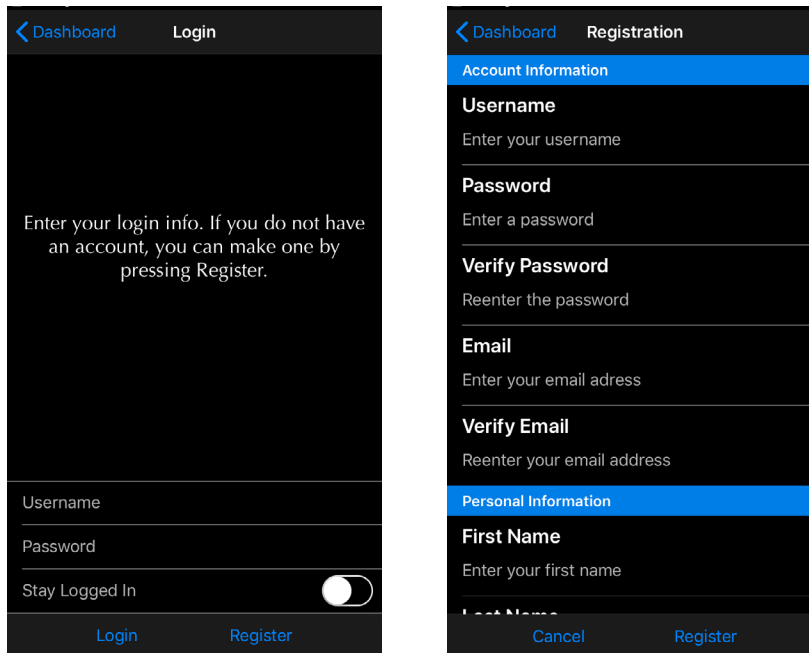 Dashboard Login
Enter your login info. If you do not have
an account, you can make one by
pressing Register.
Username
Password
Stay Logged In
Login Register
Dashboard Registration
Account Information
Username
Enter your username
Password
Enter a password
Verify Password
Reenter the password
Email
Enter your email adress
Verify Email
Reenter your email address
Personal Information
First Name
Enter your first name
Last Name
Cancel Register